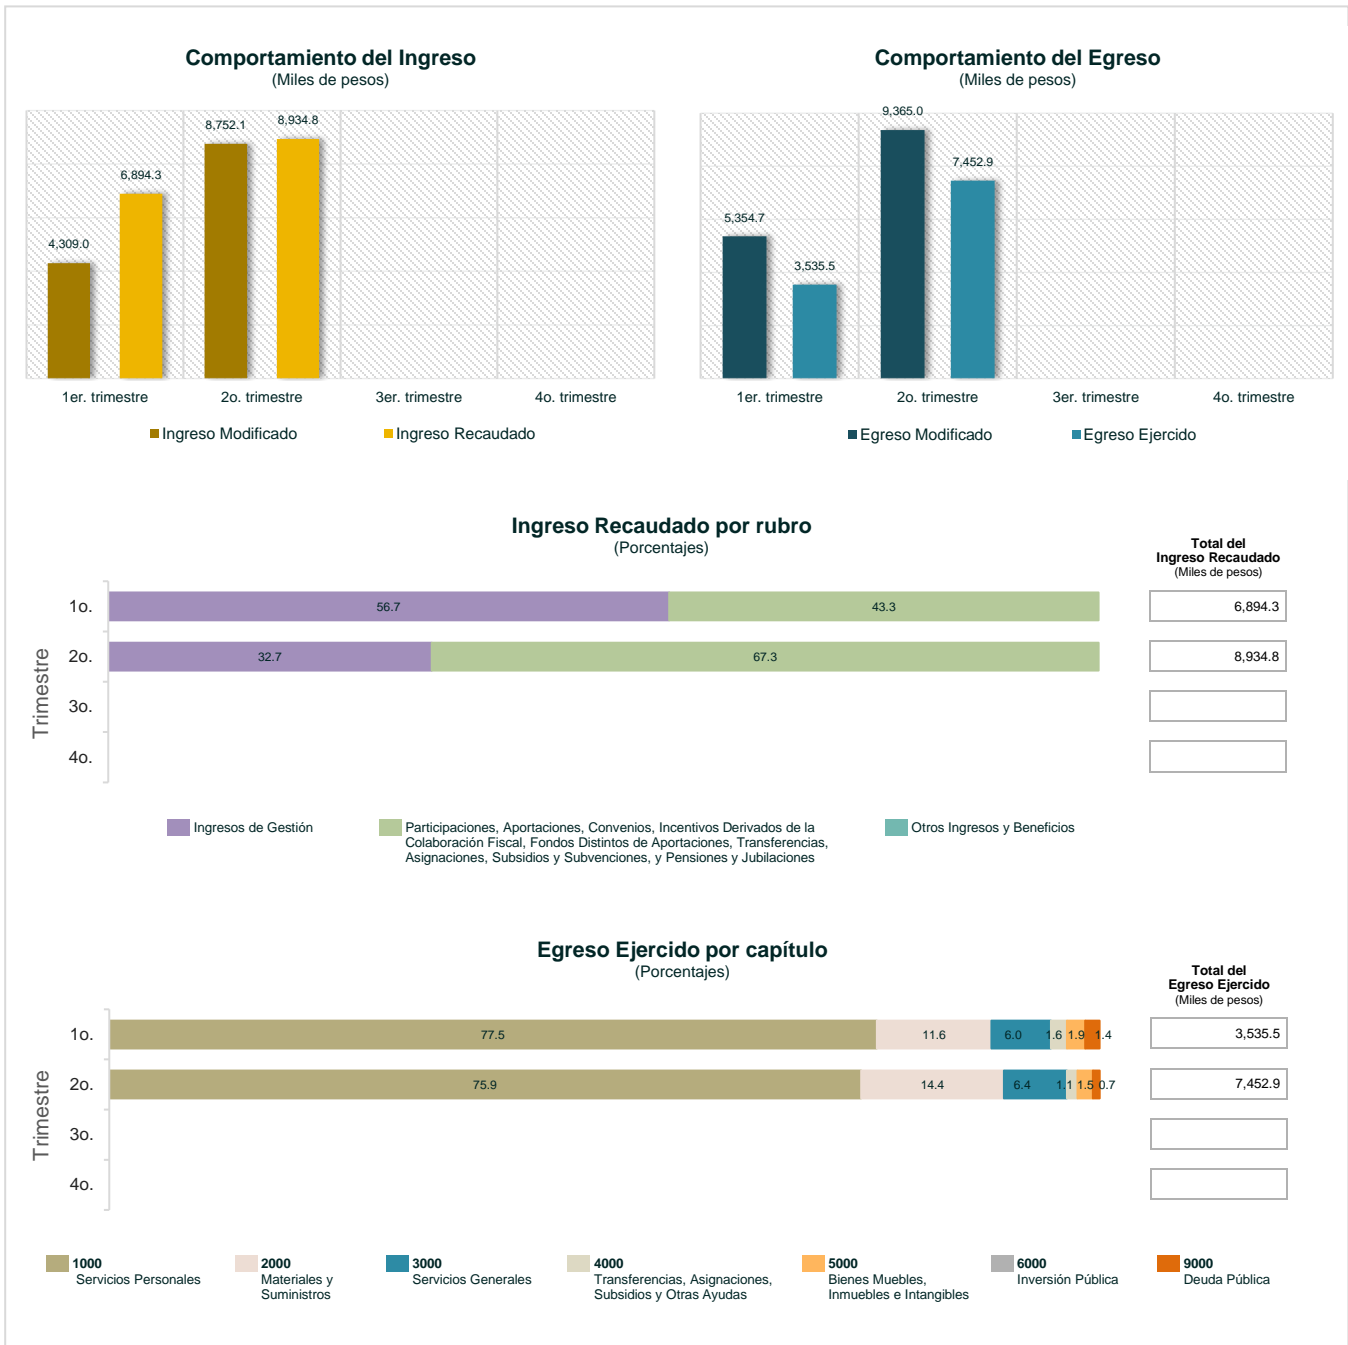 Comportamiento del Ingreso
(Miles de pesos)
4,309.0
6,894.3
8,752.1
8,934.8
1er. trimestre
2o. trimestre
3er. trimestre
4o. trimestre
Ingreso Modificado
Ingreso Recaudado
Comportamiento del Egreso
(Miles de pesos)
5,354.7
3,535.5
9,365.0
7,452.9
1er. trimestre
2o. trimestre
3er. trimestre
4o. trimestre
Egreso Modificado
Egreso Ejercido
Ingreso Recaudado por rubro
(Porcentajes)
Total del
Ingreso Recaudado
(Miles de pesos)
Trimestre
1o.
56.7
43.3
6,894.3
2o.
32.7
67.3
8,934.8
3o.
4o.
Ingresos de Gestión
Participaciones, Aportaciones, Convenios, Incentivos Derivados de la
Colaboración Fiscal, Fondos Distintos de Aportaciones, Transferencias,
Asignaciones, Subsidios y Subvenciones, y Pensiones y Jubilaciones
Otros Ingresos y Beneficios
Egreso Ejercido por capítulo
(Porcentajes)
Total del
Egreso Ejercido
(Miles de pesos)
Trimestre
1o.
77.5
11.6
6.0
1.6
1.9
1.4
3,535.5
2o.
75.9
14.4
6.4
1.1
1.5
0.7
7,452.9
3o.
4o.
1000
Servicios Personales
2000
Materiales y
Suministros
3000
Servicios Generales
4000
Transferencias, Asignaciones,
Subsidios y Otras Ayudas
5000
Bienes Muebles,
Inmuebles e Intangibles
6000
Inversión Pública
9000
Deuda Pública